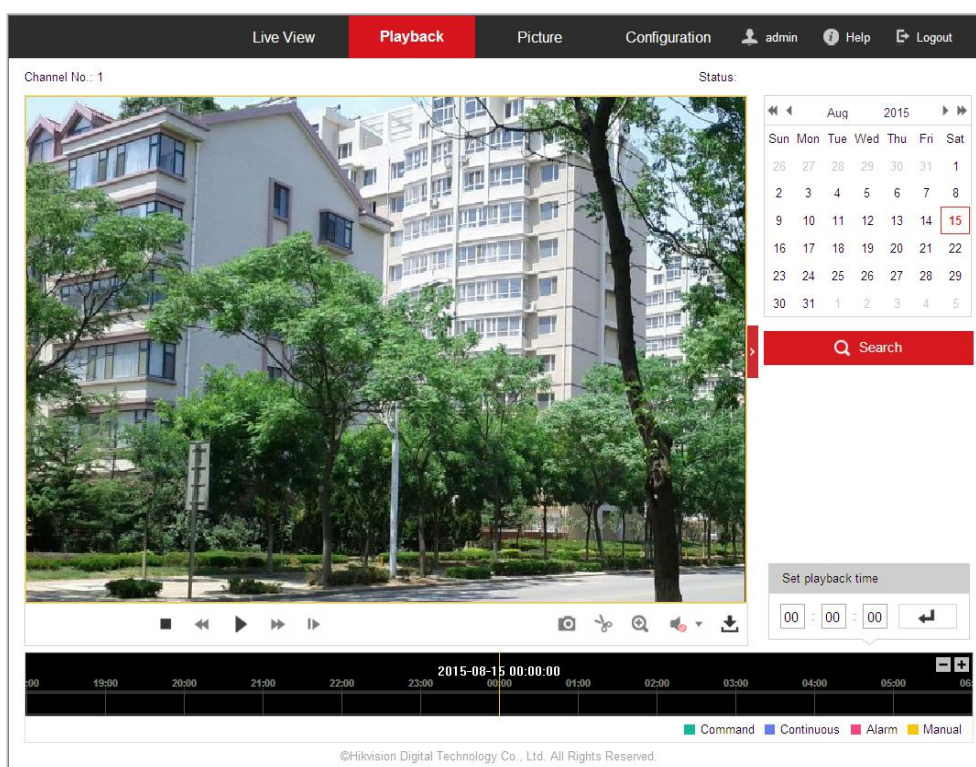 Live View Playback Picture Configuration admin Help Logout
Channel No.: 1 Status:
Aug 2015
Sun Mon Tue Wed Thu Fri Sat
26 27 28 29 30 31 1
2 3 4 5 6 7 8
9 10 11 12 13 14 15
16 17 18 19 20 21 22
23 24 25 26 27 28 29
30 31 1 2 3 4 5
Search
Set playback time
00 : 00 : 00
2015-08-15 00:00:00
:00 19:00 20:00 21:00 22:00 23:00 00:00 01:00 02:00 03:00 04:00 05:00 06:
Command Continuous Alarm Manual
©Hikvision Digital Technology Co., Ltd. All Rights Reserved.